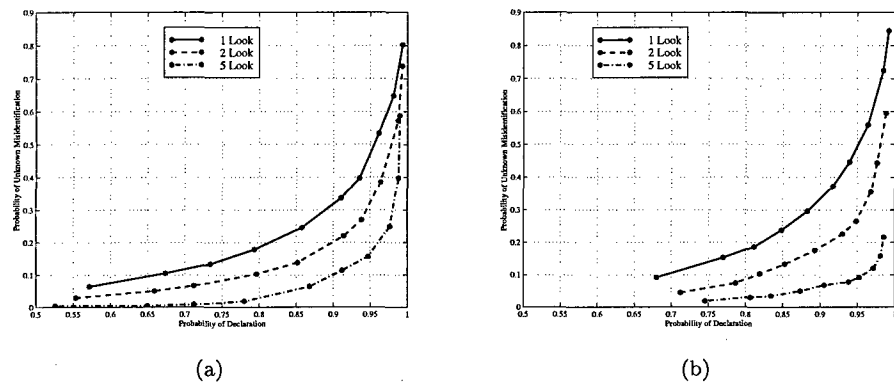 0.9
0.8
0.7
0.6
0.5
0.4
0.3
0.2
0.1
0
Probability of Unknown Misidentification
1 Look
2 Look
5 Look
0.5 0.55 0.6 0.65 0.7 0.75 0.8 0.85 0.9 0.95 1
Probability of Declaration
(a)
0.9
0.8
0.7
0.6
0.5
0.4
0.3
0.2
0.1
0
Probability of Unknown Misidentification
1 Look
2 Look
5 Look
0.5 0.55 0.6 0.65 0.7 0.75 0.8 0.85 0.9 0.95
Probability of Declaration
(b)